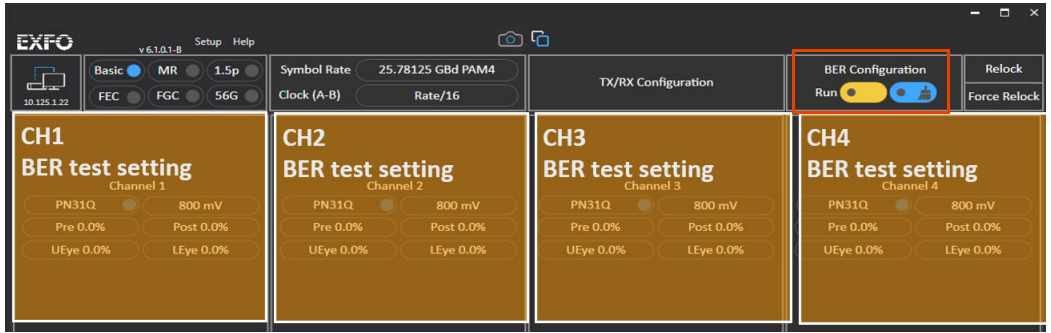 EXFO
v 6.1.0.1-B
Setup Help
10.125.1.22
Basic MR 1.5p
FEC FGC 56G
Symbol Rate 25.78125 GBd PAM4
Clock (A-B) Rate/16
TX/RX Configuration
BER Configuration
Run
Relock
Force Relock
CH1
BER test setting
Channel 1
PN31Q 800 mV
Pre 0.0% Post 0.0%
UEye 0.0% LEye 0.0%
CH2
BER test setting
Channel 2
PN31Q 800 mV
Pre 0.0% Post 0.0%
UEye 0.0% LEye 0.0%
CH3
BER test setting
Channel 3
PN31Q 800 mV
Pre 0.0% Post 0.0%
UEye 0.0% LEye 0.0%
CH4
BER test setting
Channel 4
PN31Q 800 mV
Pre 0.0% Post 0.0%
UEye 0.0% LEye 0.0%